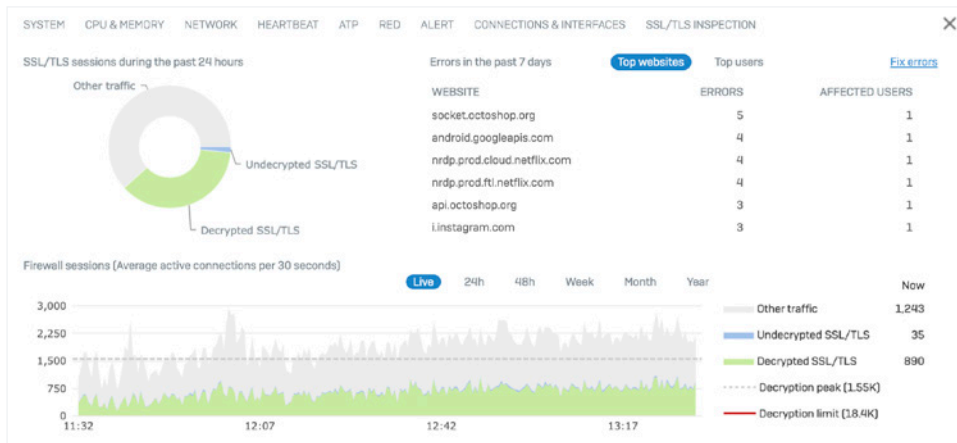 SYSTEM CPU & MEMORY NETWORK HEARTBEAT ATP RED ALERT CONNECTIONS & INTERFACES SSL/TLS INSPECTION
SSL/TLS sessions during the past 24 hours
Other traffic
Undecrypted SSL/TLS
Decrypted SSL/TLS
Errors in the past 7 days Top websites Top users Fix errors
WEBSITE ERRORS AFFECTED USERS
socket.octoshop.org 5 1
android.googleapis.com 4 1
nrdp.prod.cloud.netflix.com 4 1
nrdp.prod.ftl.netflix.com 4 1
api.octoshop.org 3 1
i.instagram.com 3 1
Firewall sessions (Average active connections per 30 seconds)
Live 24h 48h Week Month Year
3,000
2,250
1,500
750
0
11:32 12:07 12:42 13:17
Now
Other traffic 1,243
Undecrypted SSL/TLS 35
Decrypted SSL/TLS 890
Decryption peak (1.55K)
Decryption limit (18.4K)